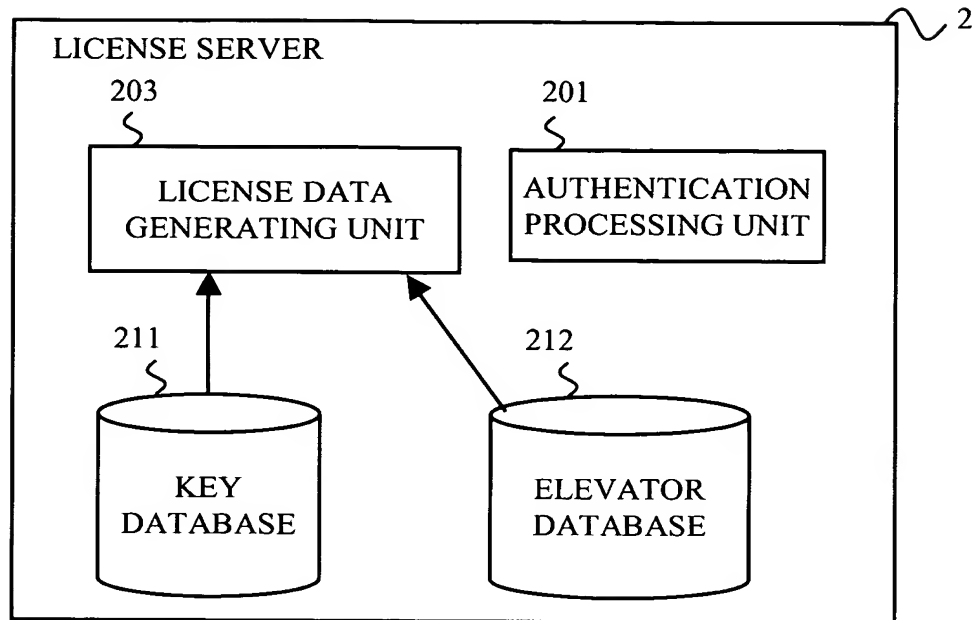 2
LICENSE SERVER
203
201
LICENSE DATA
GENERATING UNIT
AUTHENTICATION
PROCESSING UNIT
211
212
KEY
DATABASE
ELEVATOR
DATABASE